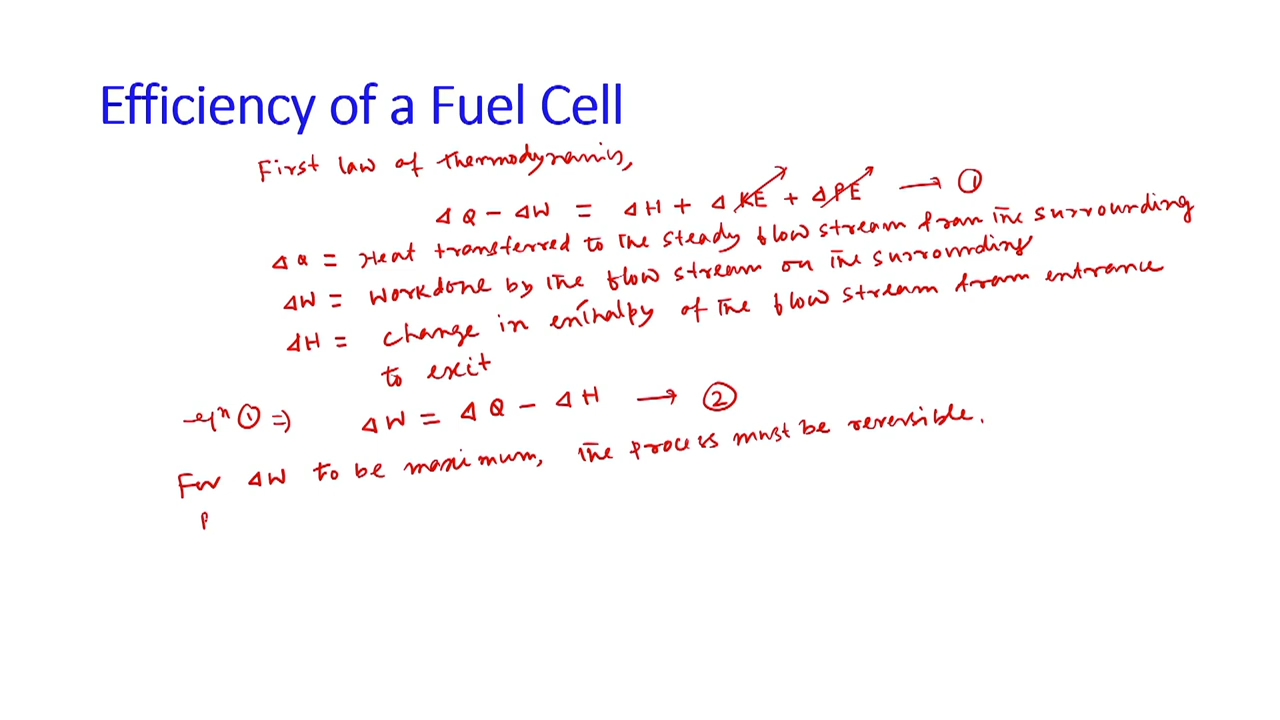 Efficiency of a Fuel Cell
First law of thermodynamics,
ΔQ - ΔW = ΔH + ΔKE + ΔPE → ①
ΔQ = Heat transferred to the steady flow stream from the surrounding
ΔW = Workdone by the flow stream on the surrounding
ΔH = change in enthalpy of the flow stream from entrance
to exit
eqⁿ ① ⇒ ΔW = ΔQ - ΔH → ②
For ΔW to be maximum, the process must be reversible.